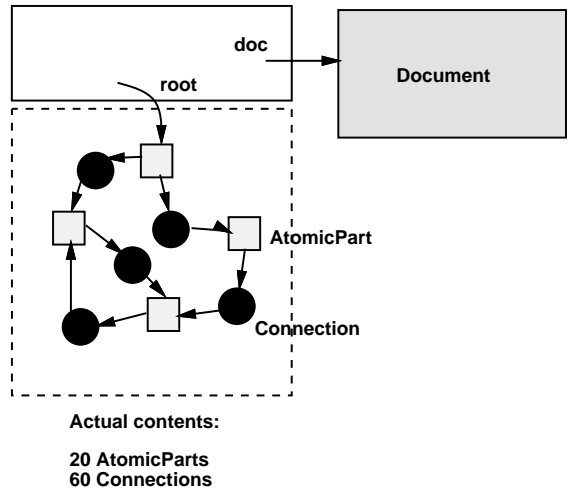 doc
Document
root
AtomicPart
Connection
Actual contents:
20 AtomicParts
60 Connections